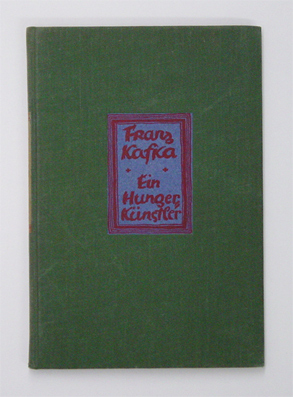 Franz
Kafka
Ein
Hunger
Künstler